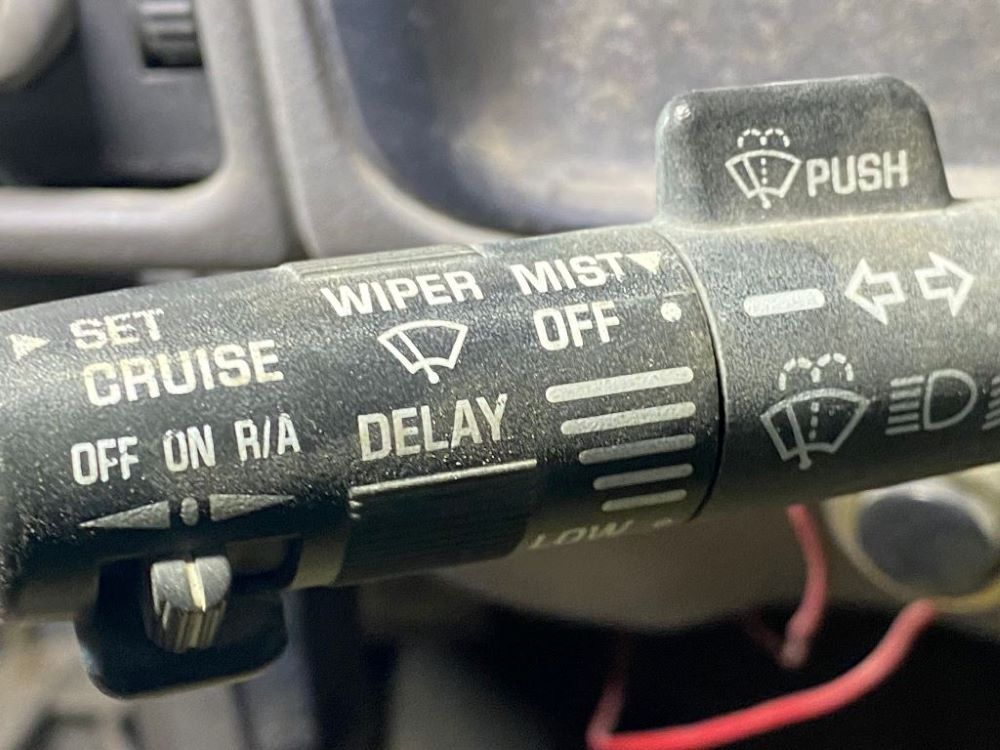 PUSH
SET
CRUISE
OFF ON R/A
WIPER
DELAY
MIST
OFF
LOW